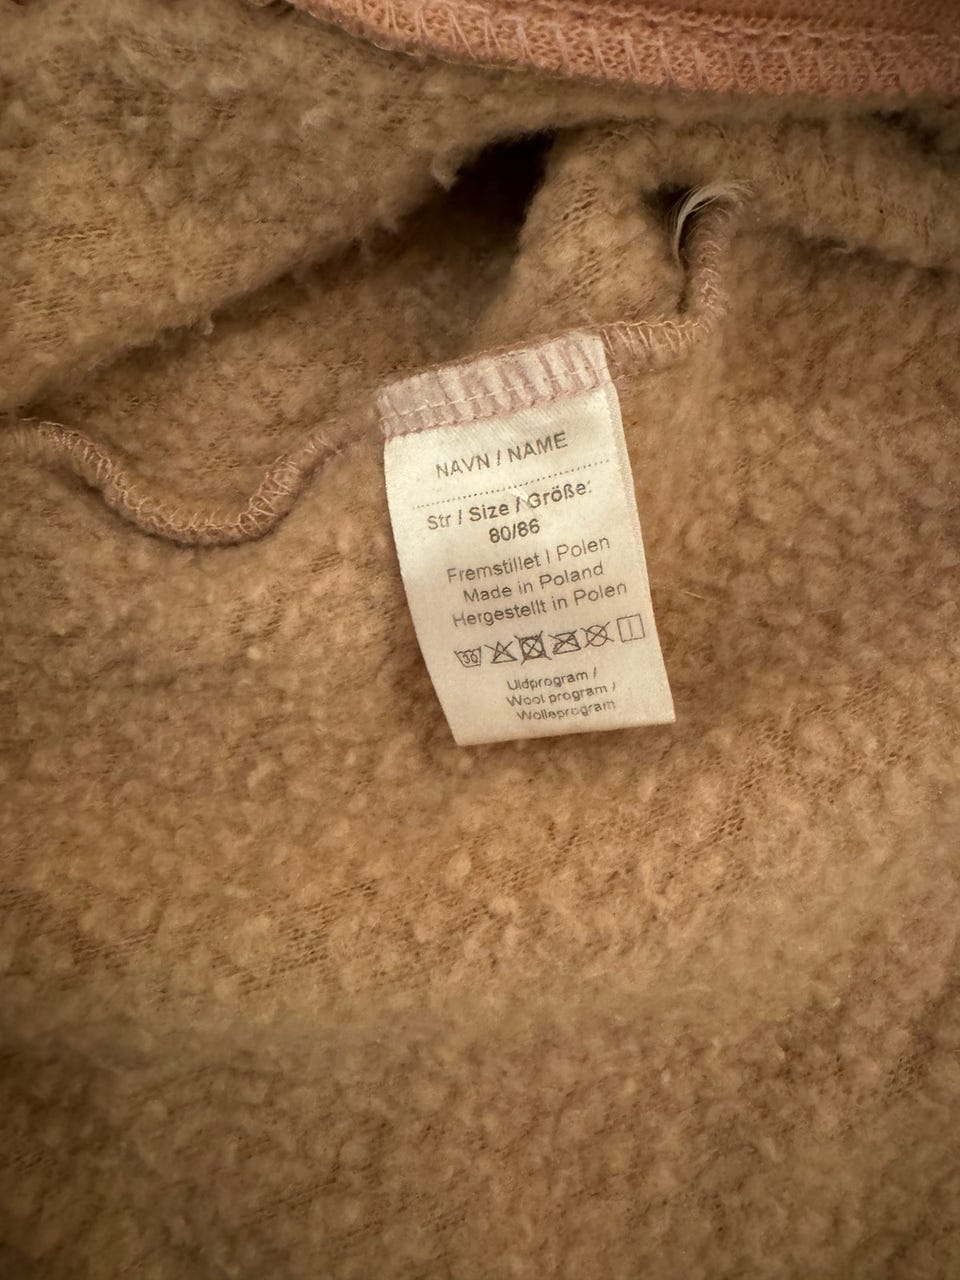 NAVN / NAME
Str / Size / Größe:
80/86
Fremstillet I Polen
Made in Poland
Hergestellt in Polen
30
Uldprogram /
Wool program /
Wolleprogram